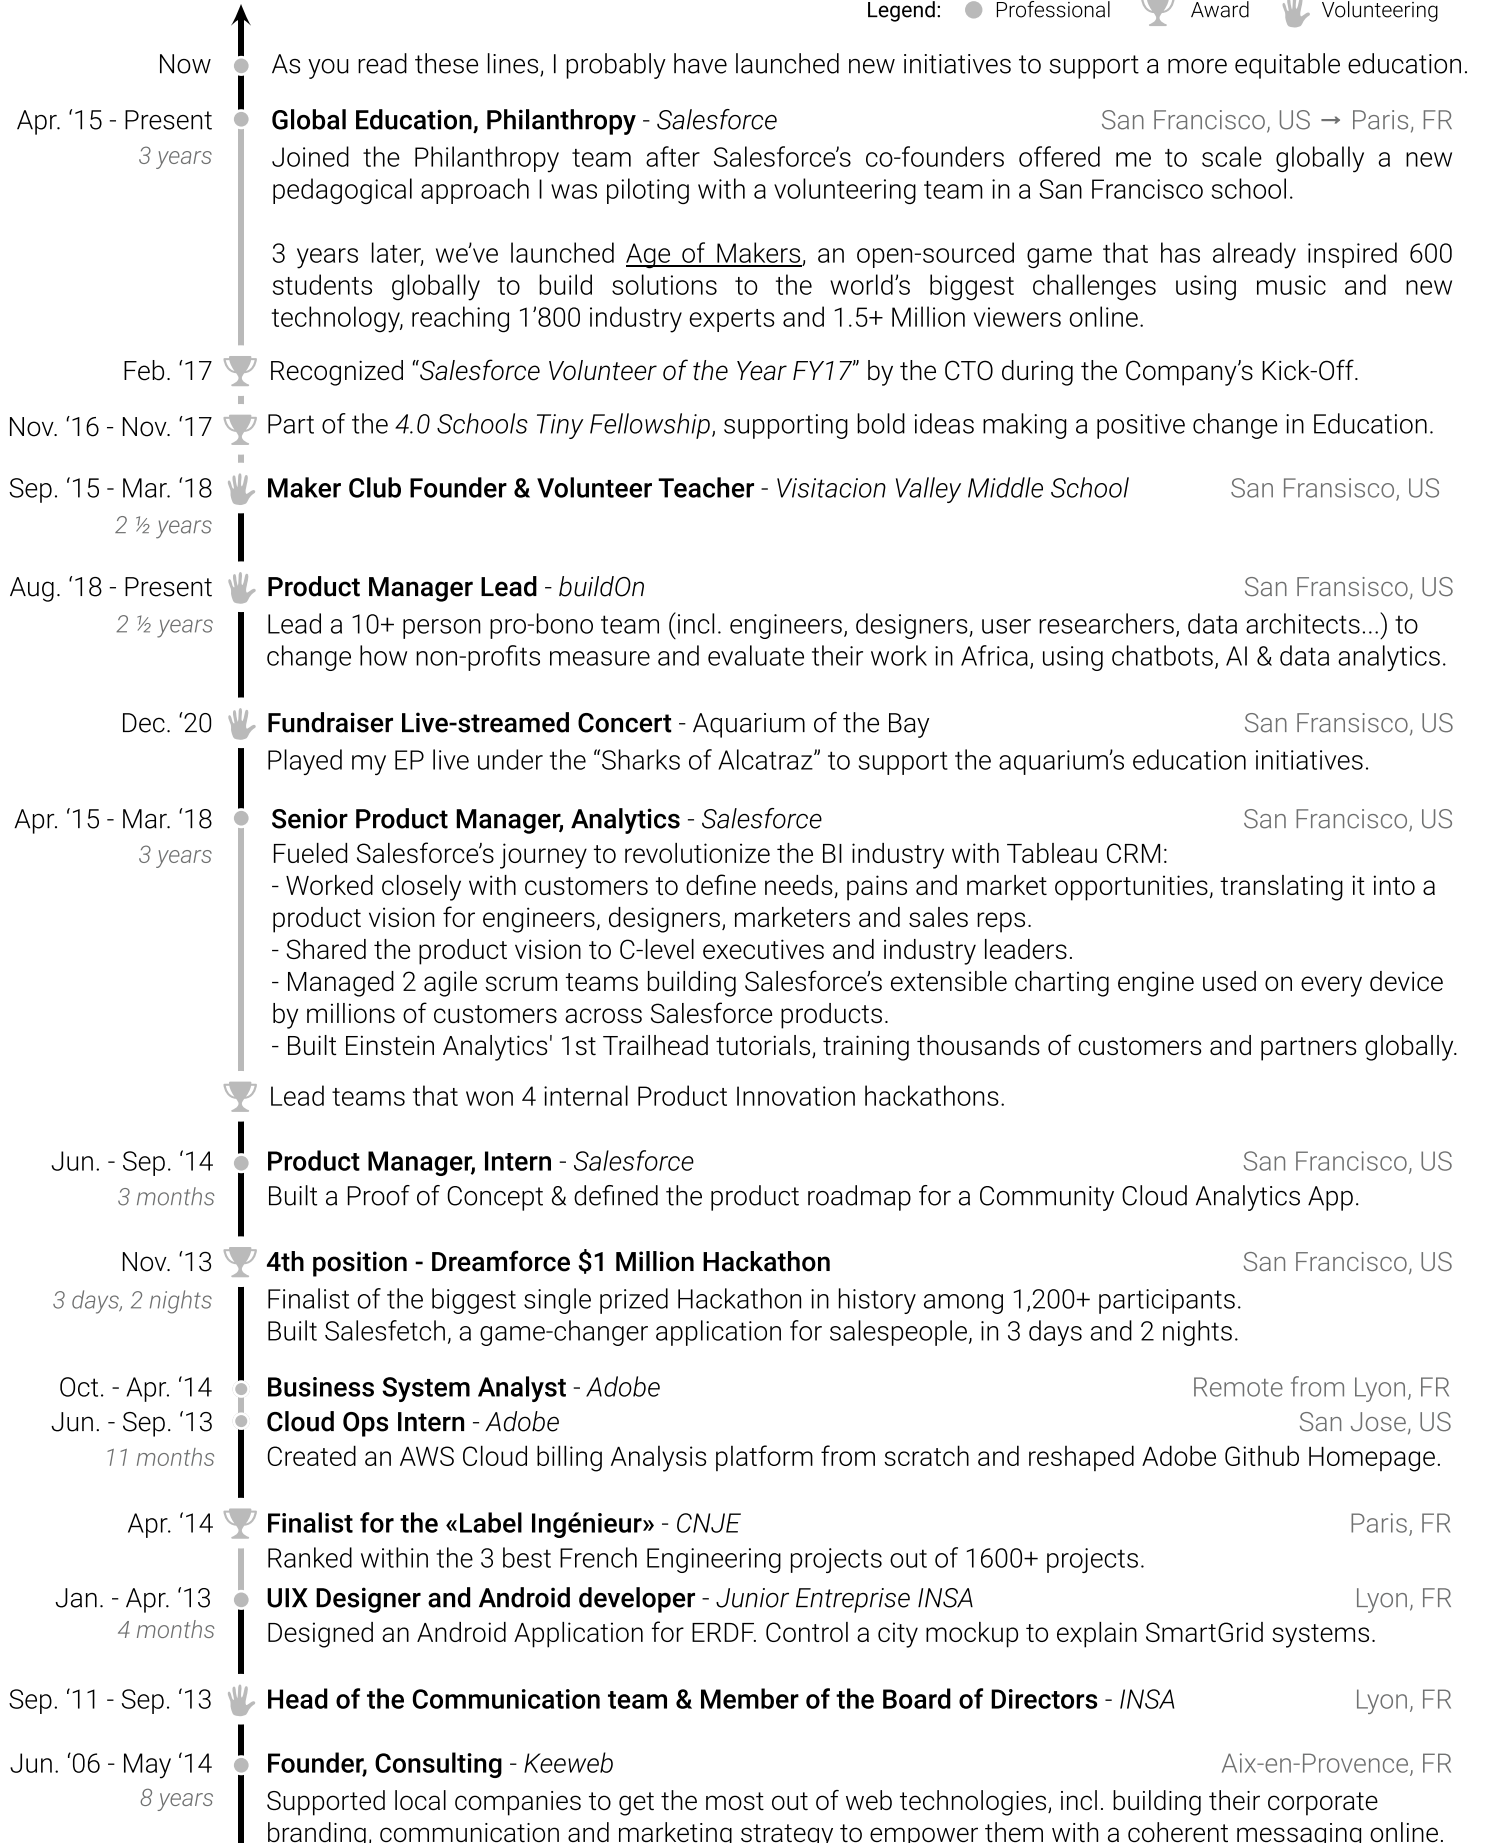 Legend: Professional Award Volunteering
Now As you read these lines, I probably have launched new initiatives to support a more equitable education.
Apr. ‘15 - Present Global Education, Philanthropy - Salesforce San Francisco, US → Paris, FR
3 years Joined the Philanthropy team after Salesforce’s co-founders offered me to scale globally a new
pedagogical approach I was piloting with a volunteering team in a San Francisco school.
3 years later, we’ve launched Age of Makers, an open-sourced game that has already inspired 600
students globally to build solutions to the world’s biggest challenges using music and new
technology, reaching 1’800 industry experts and 1.5+ Million viewers online.
Feb. ‘17 Recognized “Salesforce Volunteer of the Year FY17” by the CTO during the Company’s Kick-Off.
Nov. ‘16 - Nov. ‘17 Part of the 4.0 Schools Tiny Fellowship, supporting bold ideas making a positive change in Education.
Sep. ‘15 - Mar. ‘18 Maker Club Founder & Volunteer Teacher - Visitacion Valley Middle School San Fransisco, US
2 ½ years
Aug. ‘18 - Present Product Manager Lead - buildOn San Fransisco, US
2 ½ years Lead a 10+ person pro-bono team (incl. engineers, designers, user researchers, data architects...) to
change how non-profits measure and evaluate their work in Africa, using chatbots, AI & data analytics.
Dec. ‘20 Fundraiser Live-streamed Concert - Aquarium of the Bay San Fransisco, US
Played my EP live under the “Sharks of Alcatraz” to support the aquarium’s education initiatives.
Apr. ‘15 - Mar. ‘18 Senior Product Manager, Analytics - Salesforce San Francisco, US
3 years Fueled Salesforce’s journey to revolutionize the BI industry with Tableau CRM:
- Worked closely with customers to define needs, pains and market opportunities, translating it into a
product vision for engineers, designers, marketers and sales reps.
- Shared the product vision to C-level executives and industry leaders.
- Managed 2 agile scrum teams building Salesforce’s extensible charting engine used on every device
by millions of customers across Salesforce products.
- Built Einstein Analytics' 1st Trailhead tutorials, training thousands of customers and partners globally.
Lead teams that won 4 internal Product Innovation hackathons.
Jun. - Sep. ‘14 Product Manager, Intern - Salesforce San Francisco, US
3 months Built a Proof of Concept & defined the product roadmap for a Community Cloud Analytics App.
Nov. ‘13 4th position - Dreamforce $1 Million Hackathon San Francisco, US
3 days, 2 nights Finalist of the biggest single prized Hackathon in history among 1,200+ participants.
Built Salesfetch, a game-changer application for salespeople, in 3 days and 2 nights.
Oct. - Apr. ‘14 Business System Analyst - Adobe Remote from Lyon, FR
Jun. - Sep. ‘13 Cloud Ops Intern - Adobe San Jose, US
11 months Created an AWS Cloud billing Analysis platform from scratch and reshaped Adobe Github Homepage.
Apr. ‘14 Finalist for the «Label Ingénieur» - CNJE Paris, FR
Ranked within the 3 best French Engineering projects out of 1600+ projects.
Jan. - Apr. ‘13 UIX Designer and Android developer - Junior Entreprise INSA Lyon, FR
4 months Designed an Android Application for ERDF. Control a city mockup to explain SmartGrid systems.
Sep. ‘11 - Sep. ‘13 Head of the Communication team & Member of the Board of Directors - INSA Lyon, FR
Jun. ‘06 - May ‘14 Founder, Consulting - Keeweb Aix-en-Provence, FR
8 years Supported local companies to get the most out of web technologies, incl. building their corporate
branding, communication and marketing strategy to empower them with a coherent messaging online.